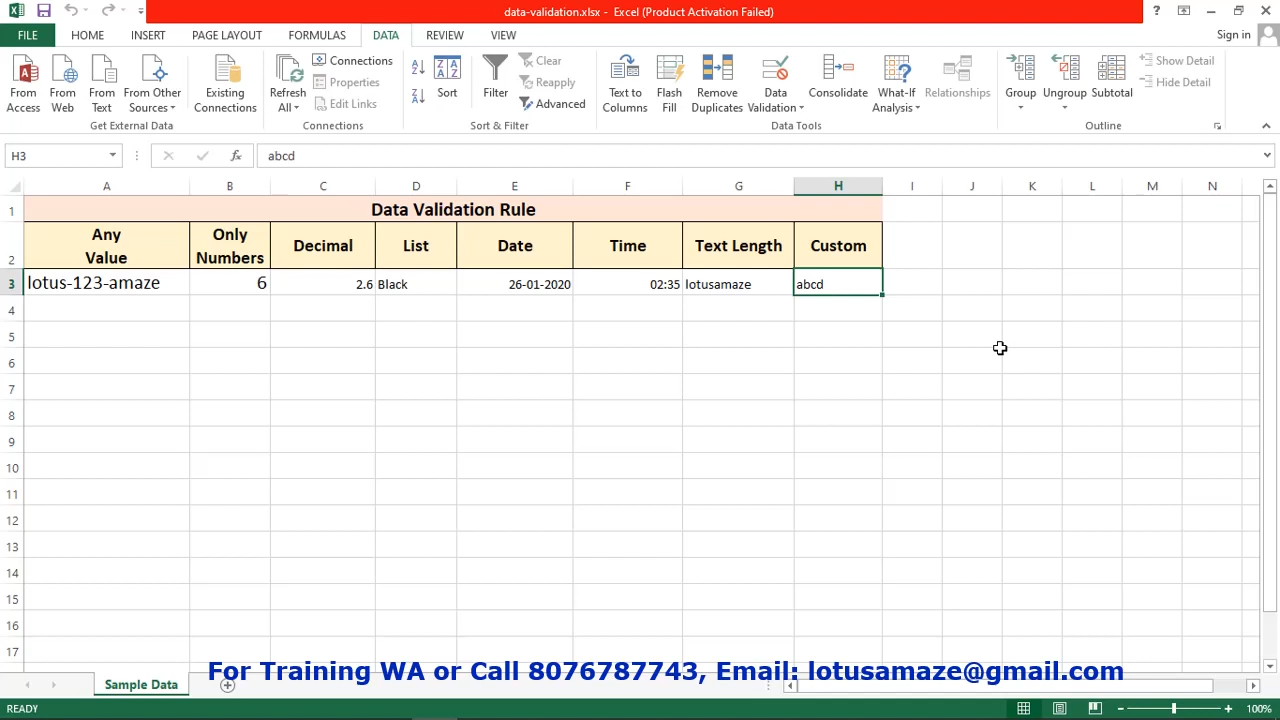 data-validation.xlsx - Excel (Product Activation Failed)
FILE HOME INSERT PAGE LAYOUT FORMULAS DATA REVIEW VIEW Sign in
From Access
From Web
From Text
From Other Sources
Existing Connections
Get External Data
Refresh All
Connections
Properties
Edit Links
Connections
Sort
Filter
Clear
Reapply
Advanced
Sort & Filter
Text to Columns
Flash Fill
Remove Duplicates
Data Validation
Consolidate
What-If Analysis
Relationships
Data Tools
Group
Ungroup
Subtotal
Show Detail
Hide Detail
Outline
H3 fx abcd
A B C D E F G H I J K L M N
1 Data Validation Rule
2 Any Value Only Numbers Decimal List Date Time Text Length Custom
3 lotus-123-amaze 6 2.6 Black 26-01-2020 02:35 lotusamaze abcd
4
5
6
7
8
9
10
11
12
13
14
15
16
17
For Training WA or Call 8076787743, Email: lotusamaze@gmail.com
Sample Data
READY 100%